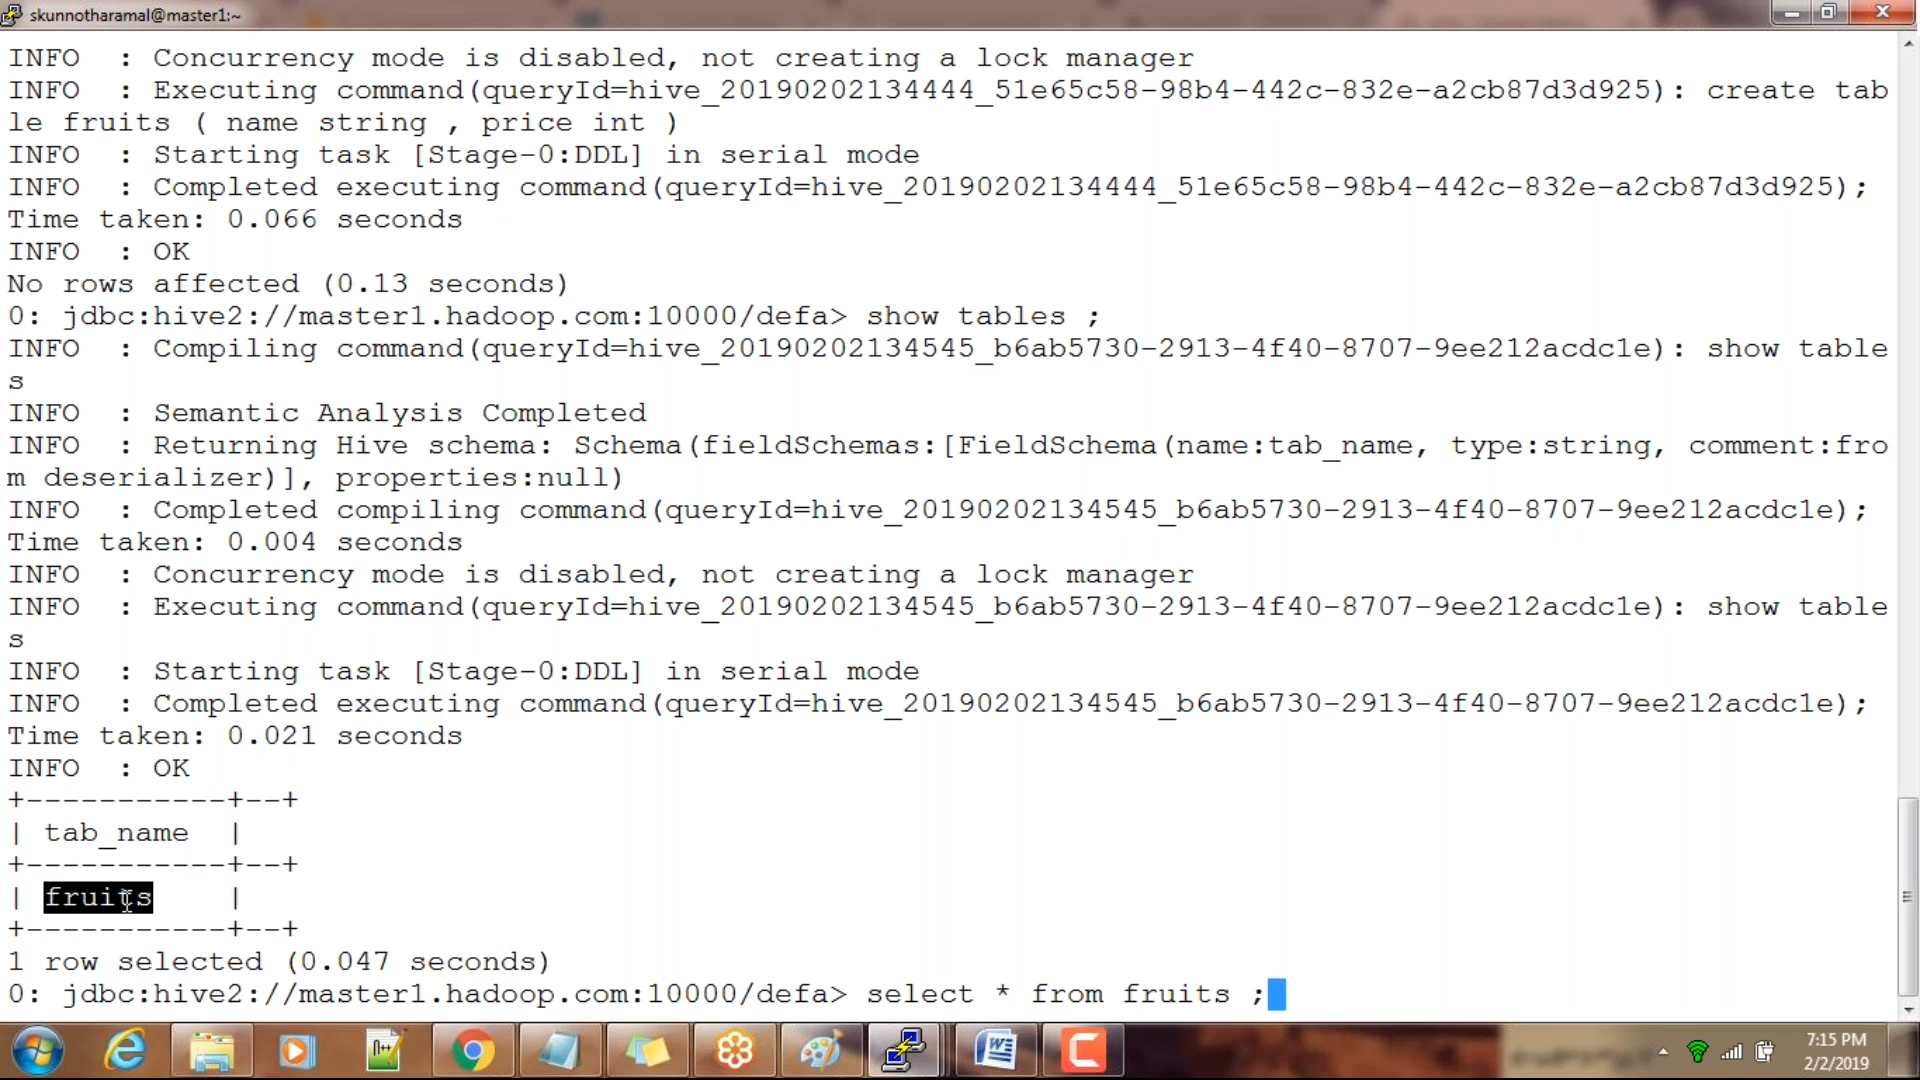 skunnotharamal@master1:~
INFO  : Concurrency mode is disabled, not creating a lock manager
INFO  : Executing command(queryId=hive_20190202134444_51e65c58-98b4-442c-832e-a2cb87d3d925): create tab
le fruits ( name string , price int )
INFO  : Starting task [Stage-0:DDL] in serial mode
INFO  : Completed executing command(queryId=hive_20190202134444_51e65c58-98b4-442c-832e-a2cb87d3d925);
Time taken: 0.066 seconds
INFO  : OK
No rows affected (0.13 seconds)
0: jdbc:hive2://master1.hadoop.com:10000/defa> show tables ;
INFO  : Compiling command(queryId=hive_20190202134545_b6ab5730-2913-4f40-8707-9ee212acdc1e): show table
s
INFO  : Semantic Analysis Completed
INFO  : Returning Hive schema: Schema(fieldSchemas:[FieldSchema(name:tab_name, type:string, comment:fro
m deserializer)], properties:null)
INFO  : Completed compiling command(queryId=hive_20190202134545_b6ab5730-2913-4f40-8707-9ee212acdc1e);
Time taken: 0.004 seconds
INFO  : Concurrency mode is disabled, not creating a lock manager
INFO  : Executing command(queryId=hive_20190202134545_b6ab5730-2913-4f40-8707-9ee212acdc1e): show table
s
INFO  : Starting task [Stage-0:DDL] in serial mode
INFO  : Completed executing command(queryId=hive_20190202134545_b6ab5730-2913-4f40-8707-9ee212acdc1e);
Time taken: 0.021 seconds
INFO  : OK
+-----------+--+
| tab_name  |
+-----------+--+
| fruits    |
+-----------+--+
1 row selected (0.047 seconds)
0: jdbc:hive2://master1.hadoop.com:10000/defa> select * from fruits ;
7:15 PM
2/2/2019